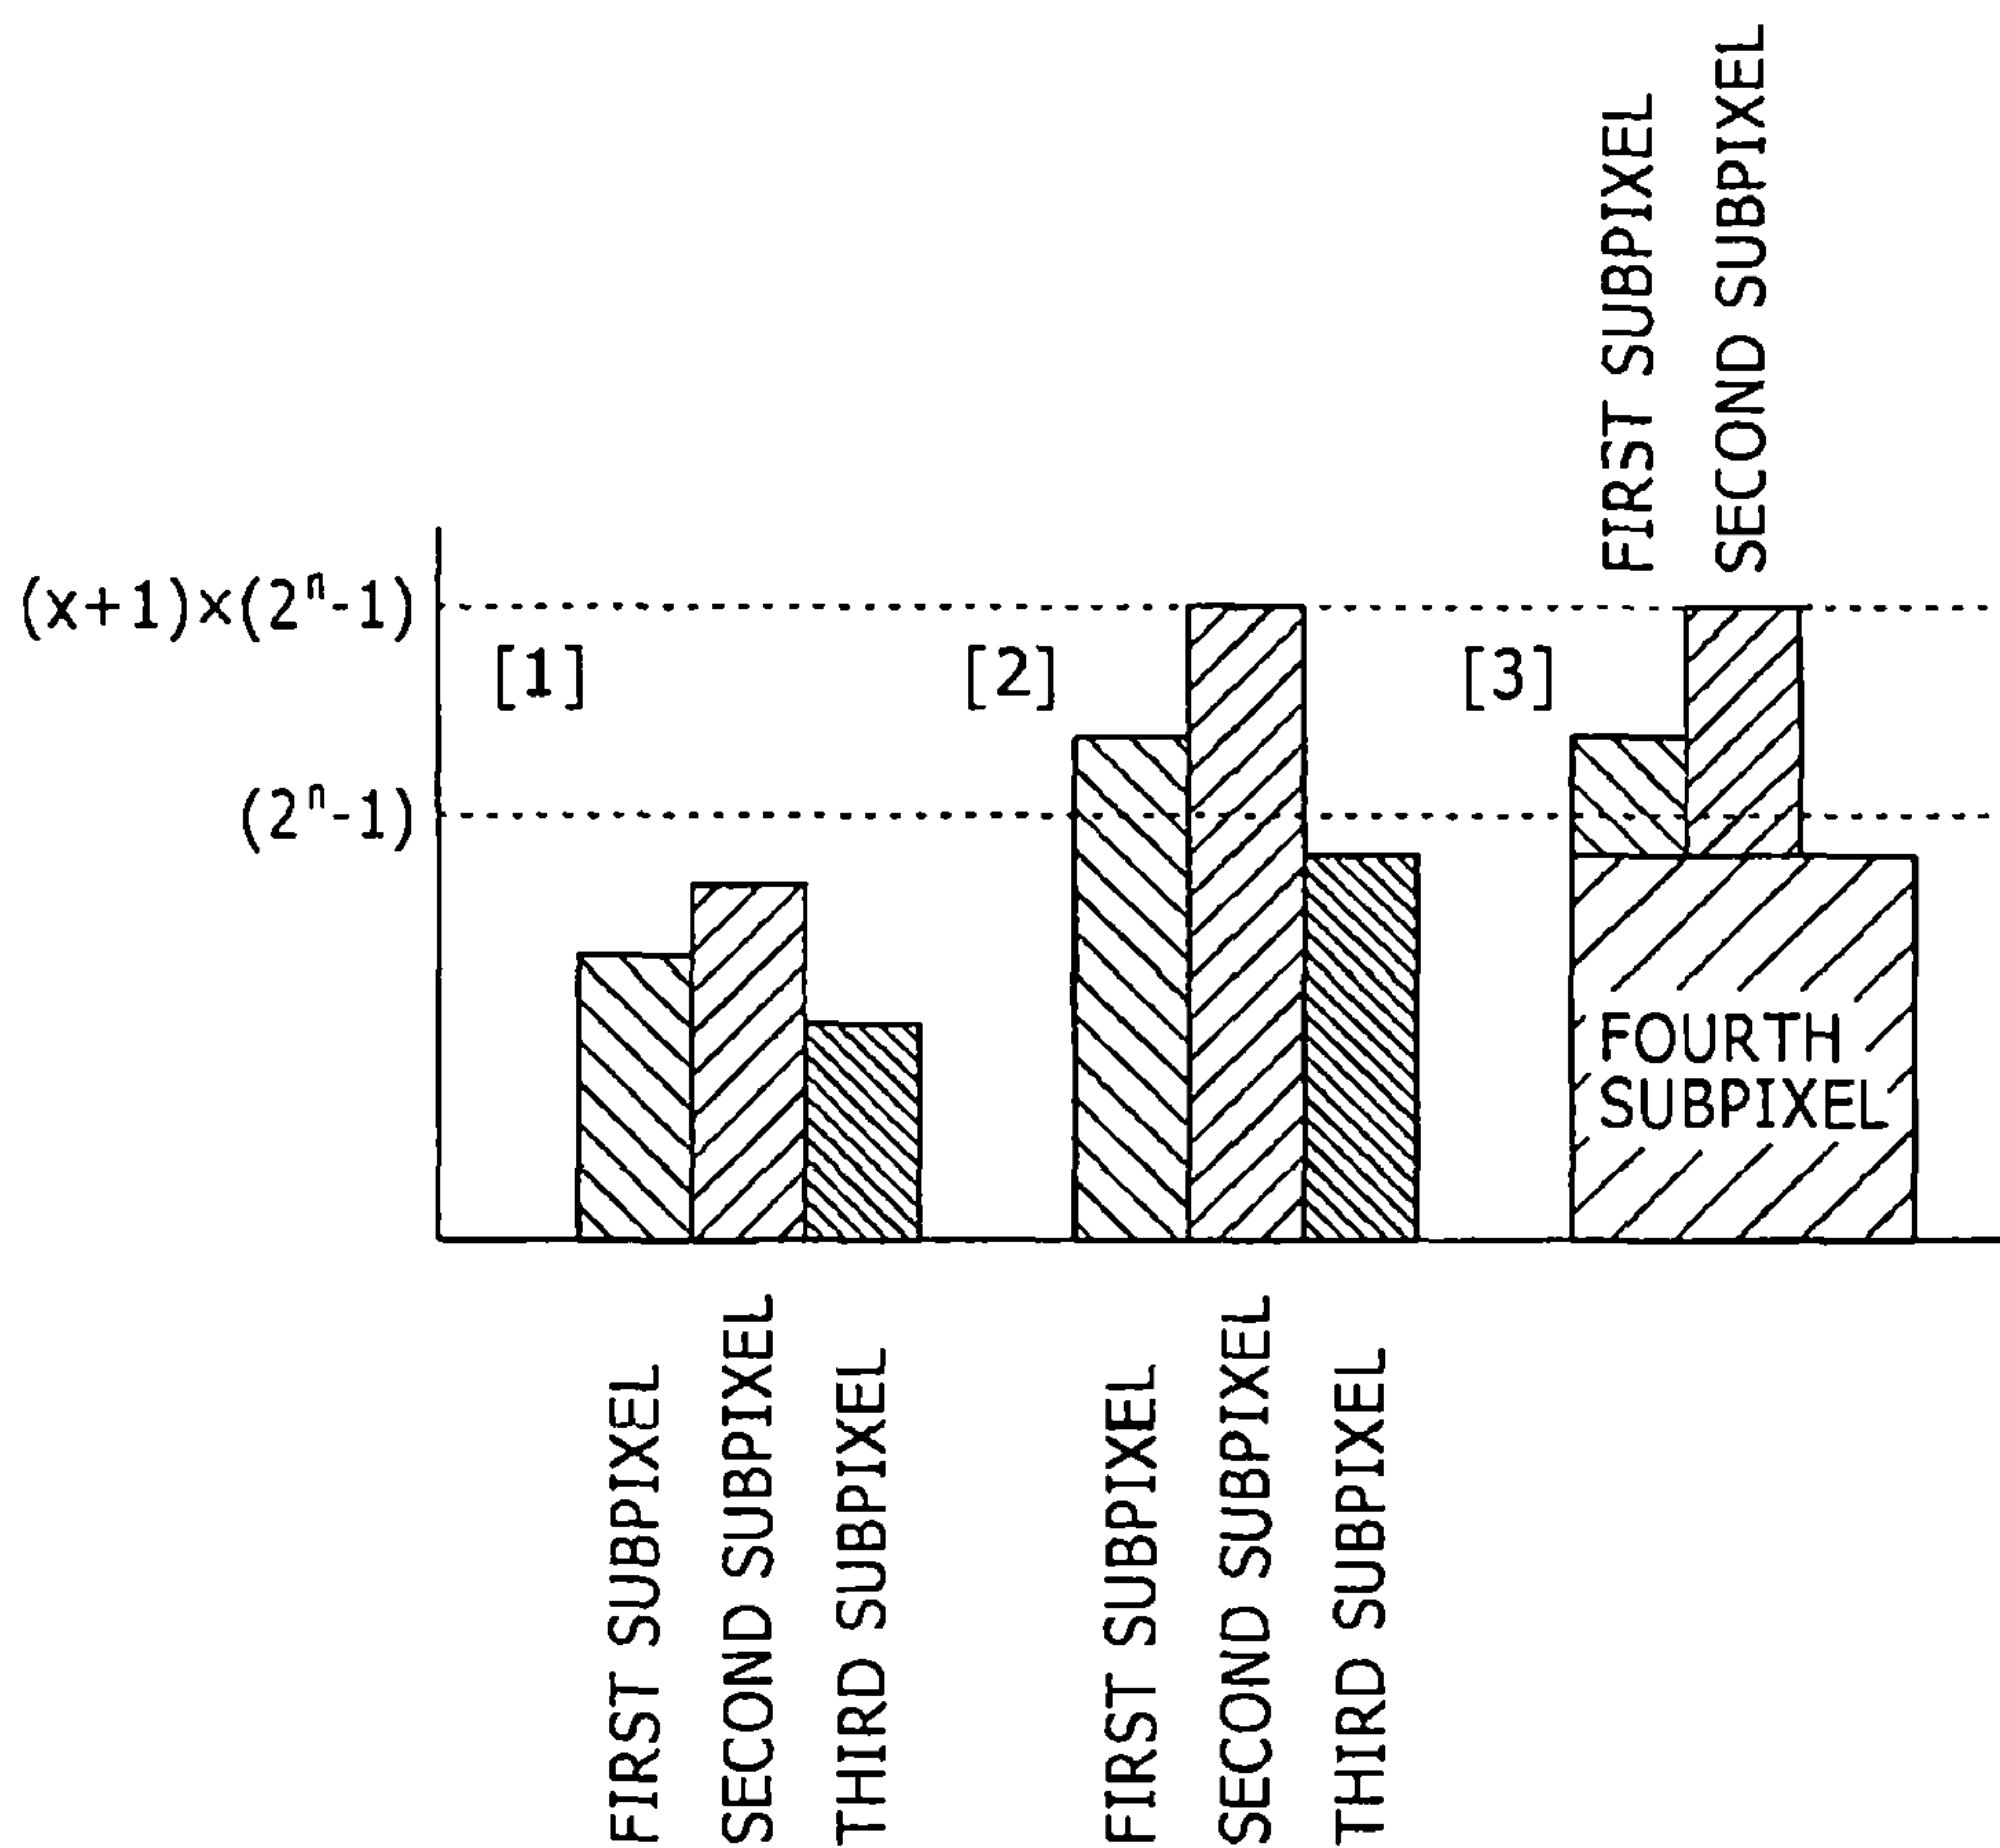 FIRST SUBPIXEL
SECOND SUBPIXEL
(x+1)×(2ⁿ-1)
[1]
[2]
[3]
(2ⁿ-1)
FOURTH
SUBPIXEL
FIRST SUBPIXEL
SECOND SUBPIXEL
THIRD SUBPIXEL
FIRST SUBPIXEL
SECOND SUBPIXEL
THIRD SUBPIXEL